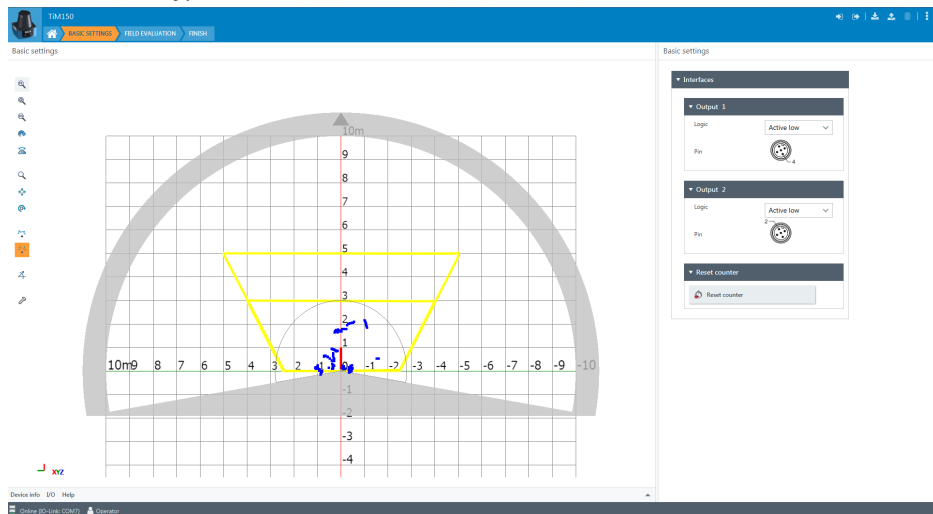 TiM150
BASIC SETTINGS FIELD EVALUATION FINISH
Basic settings
Basic settings
Interfaces
Output 1
Logic Active low
Pin 4
Output 2
Logic Active low
2
Pin
Reset counter
Reset counter
10m
9
8
7
6
5
4
3
2
1
10m 9 8 7 6 5 4 3 2 1 0 -1 -2 -3 -4 -5 -6 -7 -8 -9 -10
-1
-2
-3
-4
XYZ
Device info I/O Help
Online (IO-Link: COM7) Operator